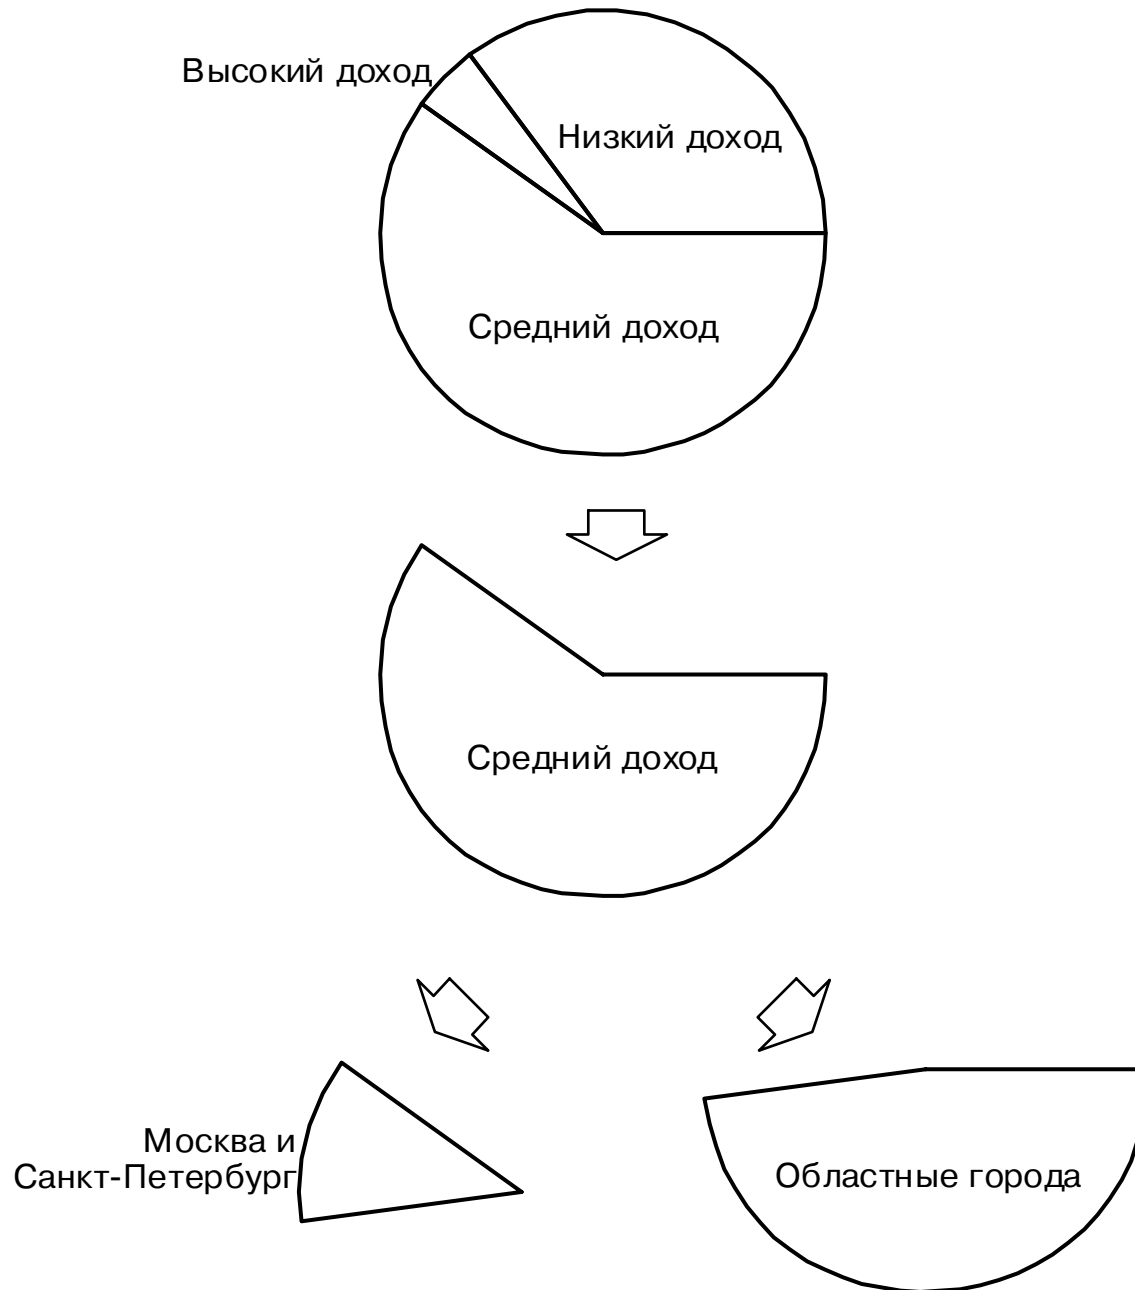 Высокий доход
Низкий доход
Средний доход
Средний доход
Москва и
Санкт-Петербург
Областные города